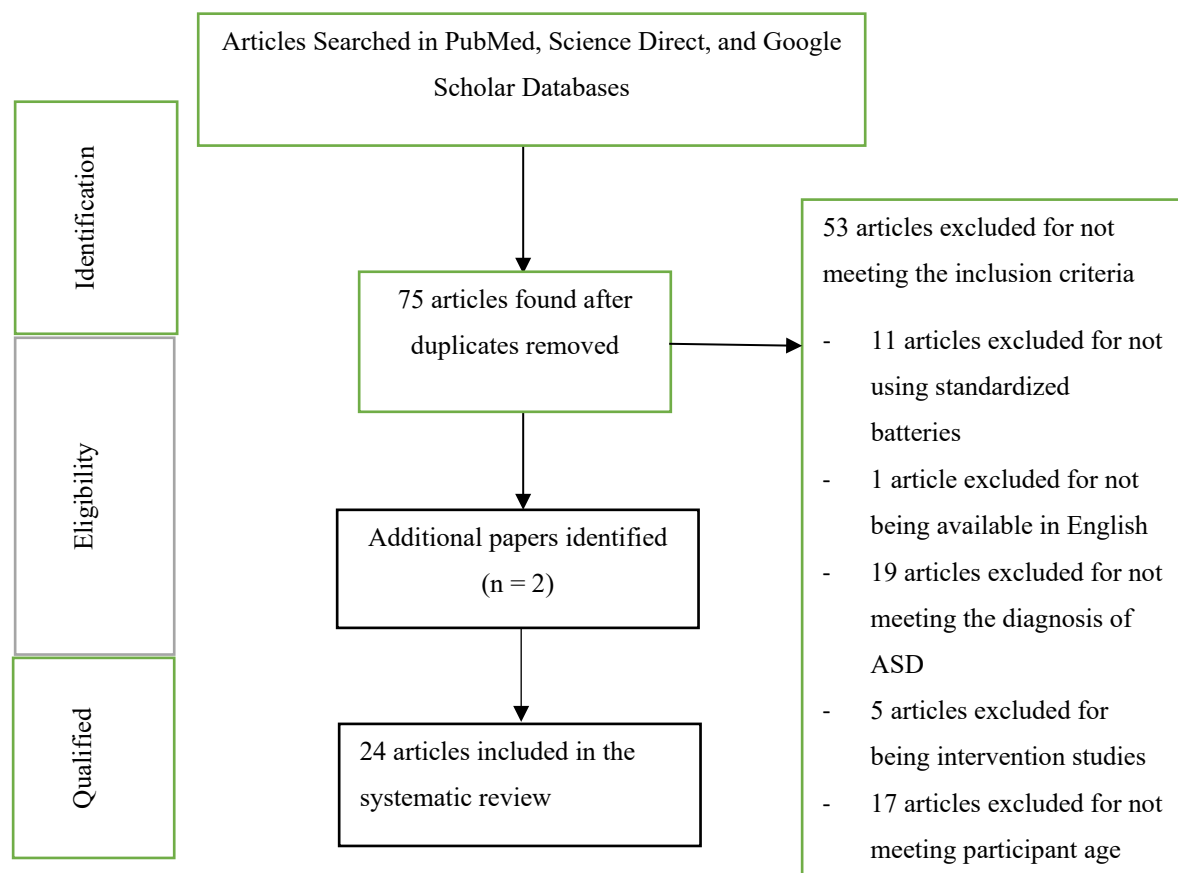 Articles Searched in PubMed, Science Direct, and Google
Scholar Databases
Identification
75 articles found after
duplicates removed
53 articles excluded for not
meeting the inclusion criteria
- 11 articles excluded for not
using standardized
batteries
- 1 article excluded for not
being available in English
- 19 articles excluded for not
meeting the diagnosis of
ASD
- 5 articles excluded for
being intervention studies
- 17 articles excluded for not
meeting participant age
Eligibility
Additional papers identified
(n = 2)
Qualified
24 articles included in the
systematic review